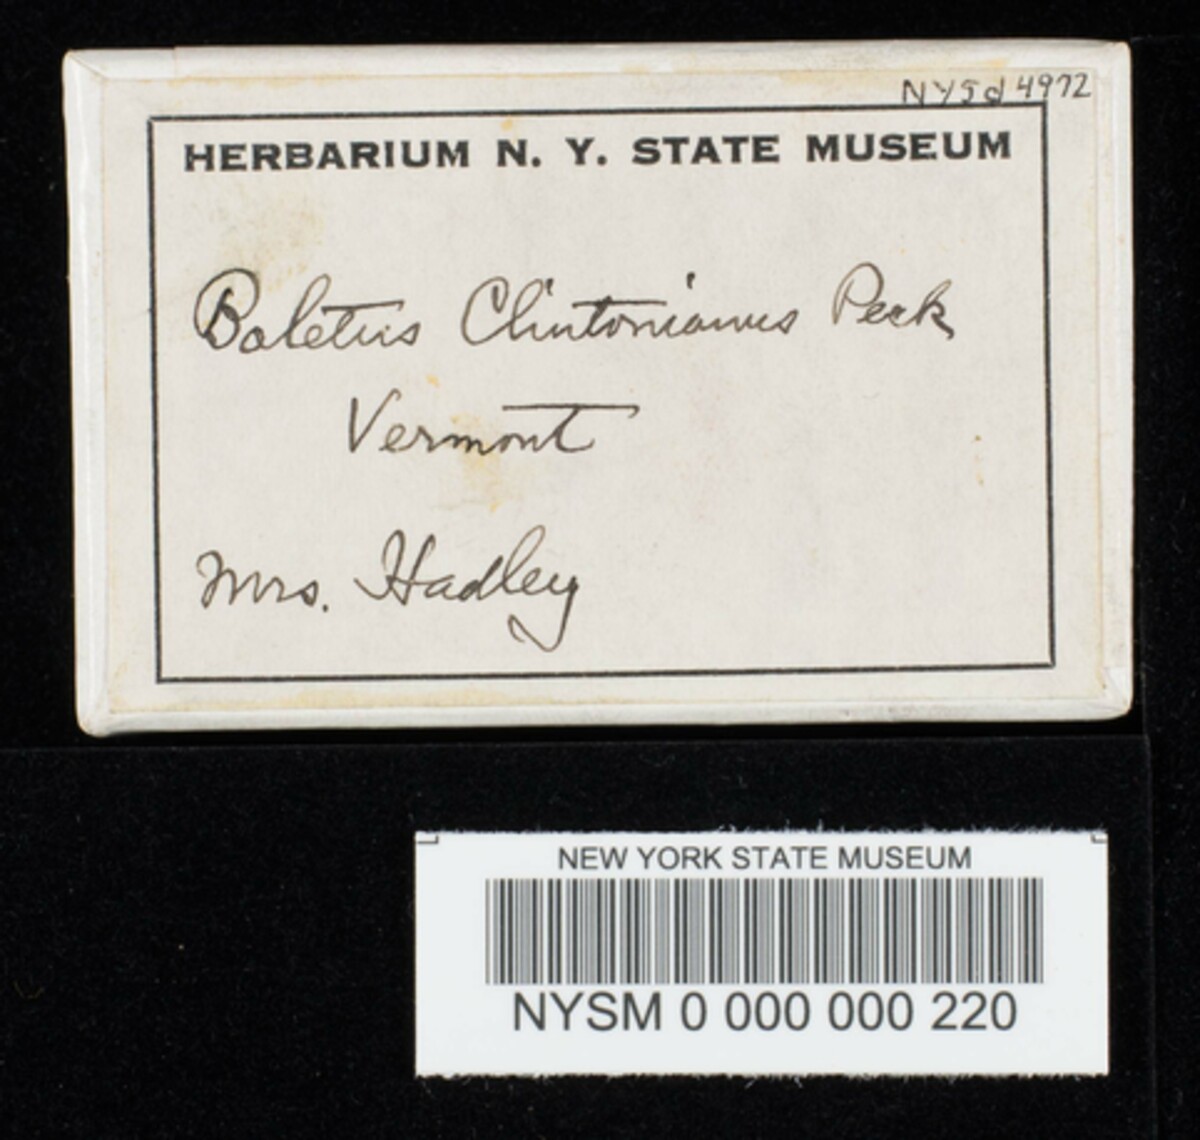 NYSd 4972
HERBARIUM N. Y. STATE MUSEUM
Boletus Clintonianus Peck
Vermont
Mrs. Hadley
NEW YORK STATE MUSEUM
NYSM 0 000 000 220